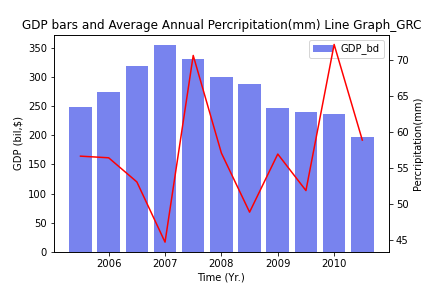 GDP bars and Average Annual Percripitation(mm) Line Graph_GRC
GDP_bd
350
300
250
200
150
100
50
0
GDP (bil,$)
70
65
60
55
50
45
Percripitation(mm)
2006 2007 2008 2009 2010
Time (Yr.)